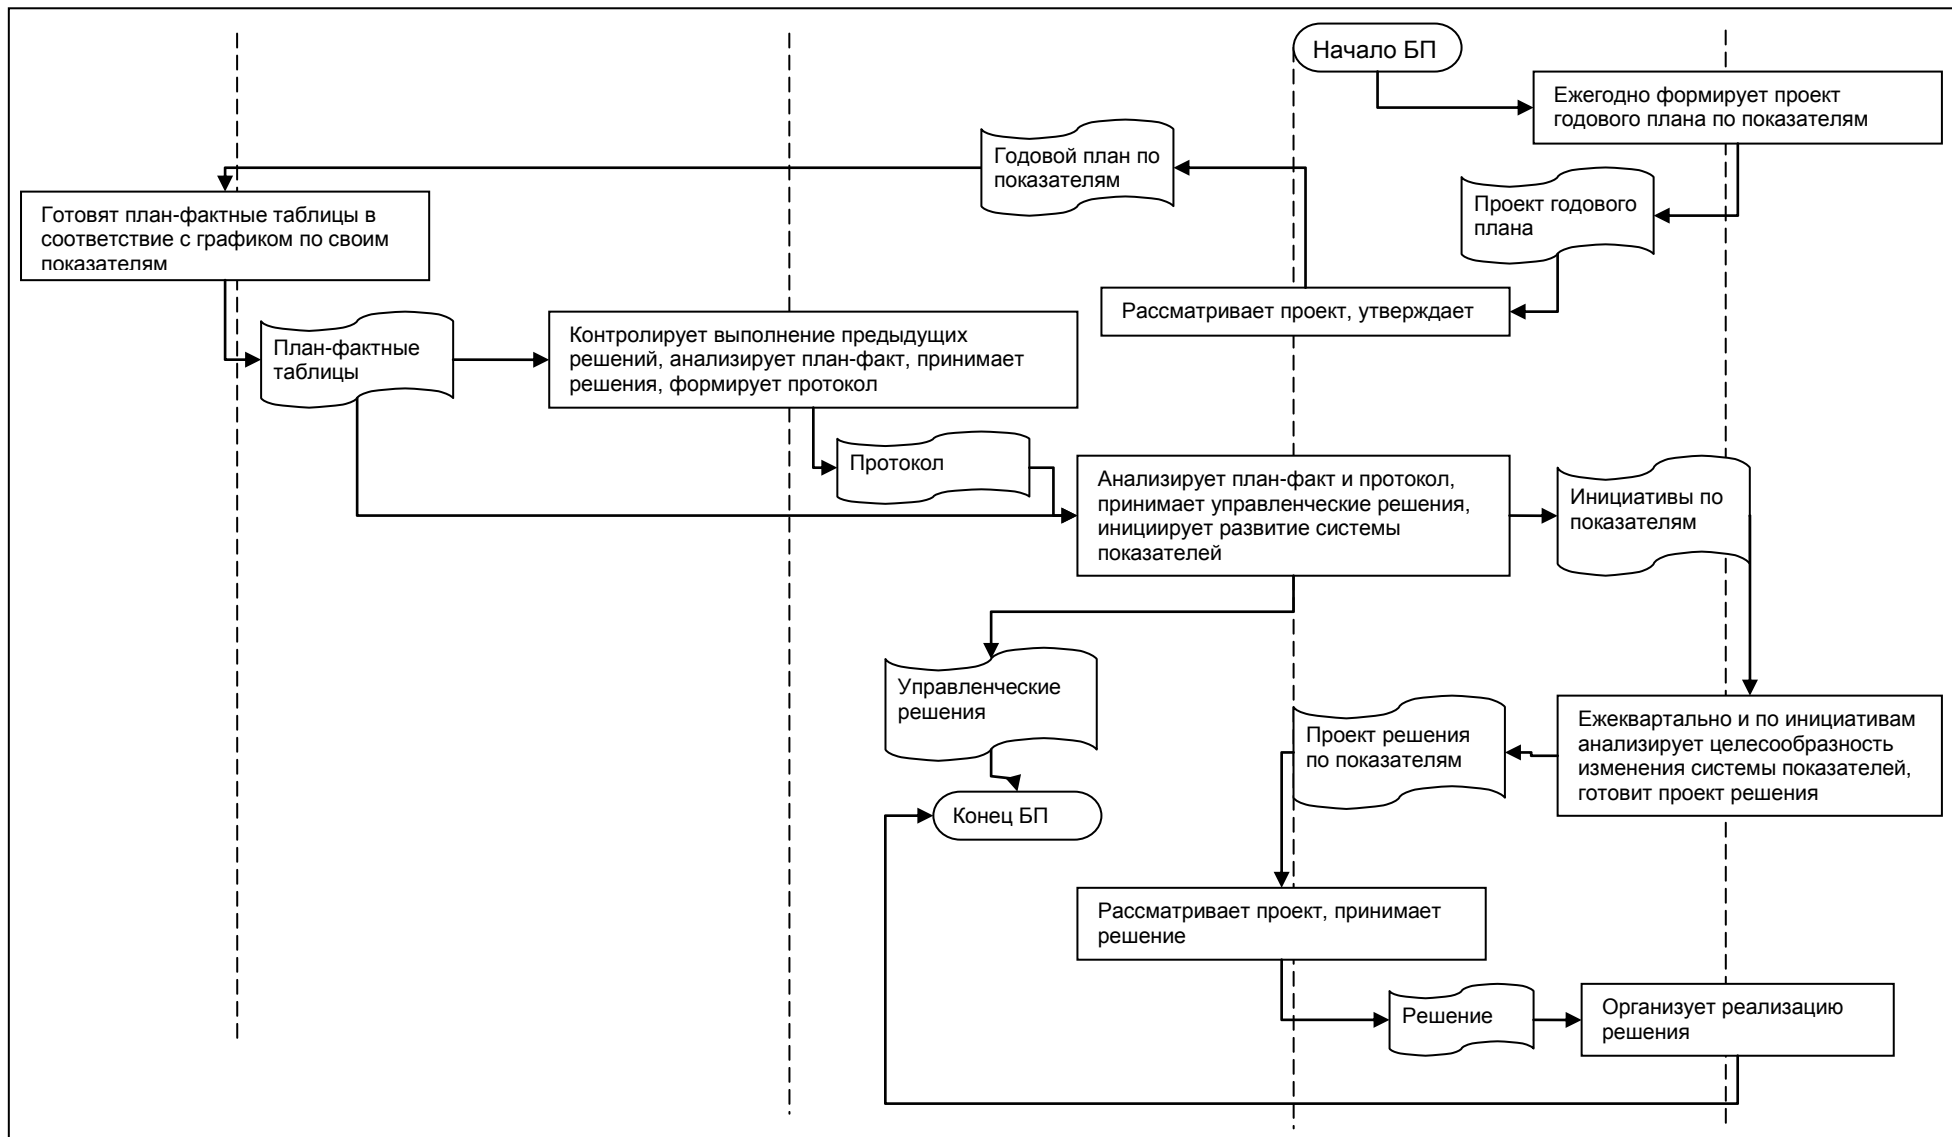 Начало БП
Ежегодно формирует проект
годового плана по показателям
Годовой план по
показателям
Проект годового
плана
Готовят план-фактные таблицы в
соответствие с графиком по своим
показателям
Рассматривает проект, утверждает
План-фактные
таблицы
Контролирует выполнение предыдущих
решений, анализирует план-факт, принимает
решения, формирует протокол
Протокол
Анализирует план-факт и протокол,
принимает управленческие решения,
инициирует развитие системы
показателей
Инициативы по
показателям
Управленческие
решения
Проект решения
по показателям
Ежеквартально и по инициативам
анализирует целесообразность
изменения системы показателей,
готовит проект решения
Конец БП
Рассматривает проект, принимает
решение
Решение
Организует реализацию
решения